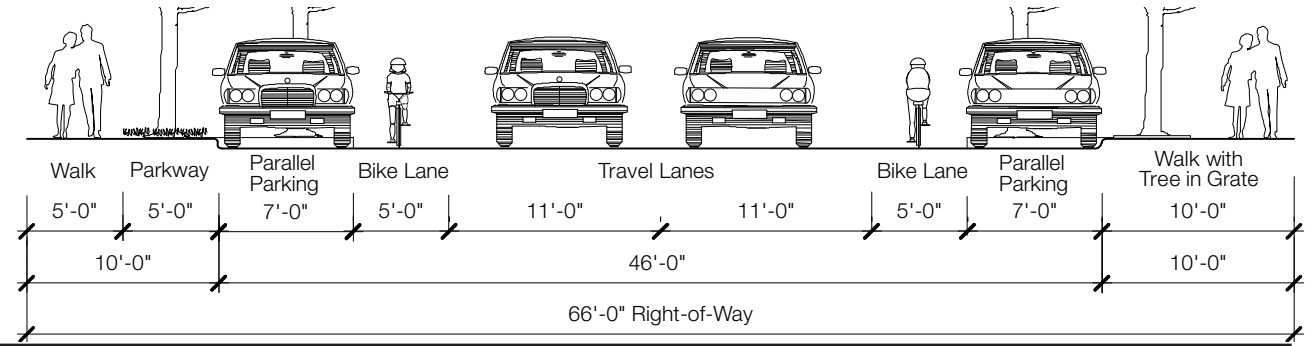 Walk
Parkway
Parallel
Parking
Bike Lane
Travel Lanes
Bike Lane
Parallel
Parking
Walk with
Tree in Grate
5'-0"
5'-0"
7'-0"
5'-0"
11'-0"
11'-0"
5'-0"
7'-0"
10'-0"
10'-0"
46'-0"
10'-0"
66'-0" Right-of-Way